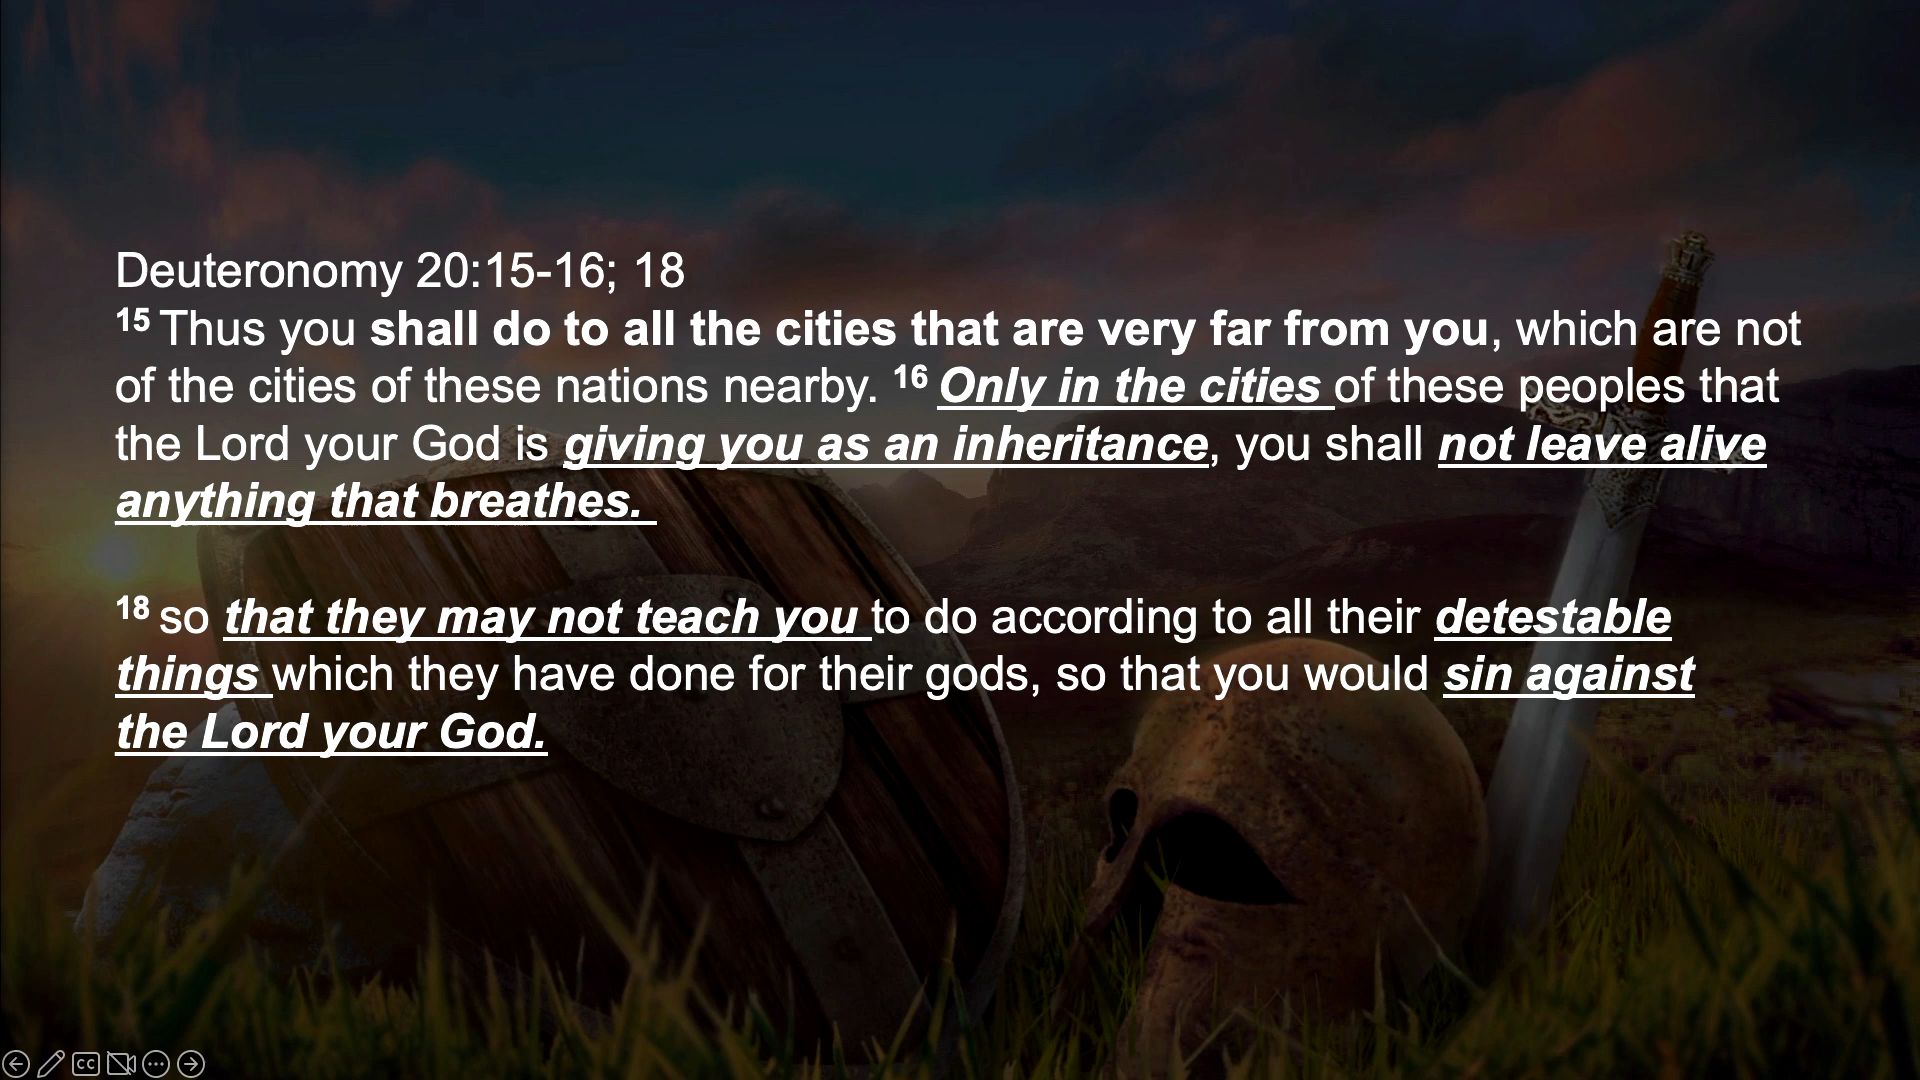 Deuteronomy 20:15-16; 18
15 Thus you shall do to all the cities that are very far from you, which are not
of the cities of these nations nearby. 16 Only in the cities of these peoples that
the Lord your God is giving you as an inheritance, you shall not leave alive
anything that breathes.
18 so that they may not teach you to do according to all their detestable
things which they have done for their gods, so that you would sin against
the Lord your God.
CC